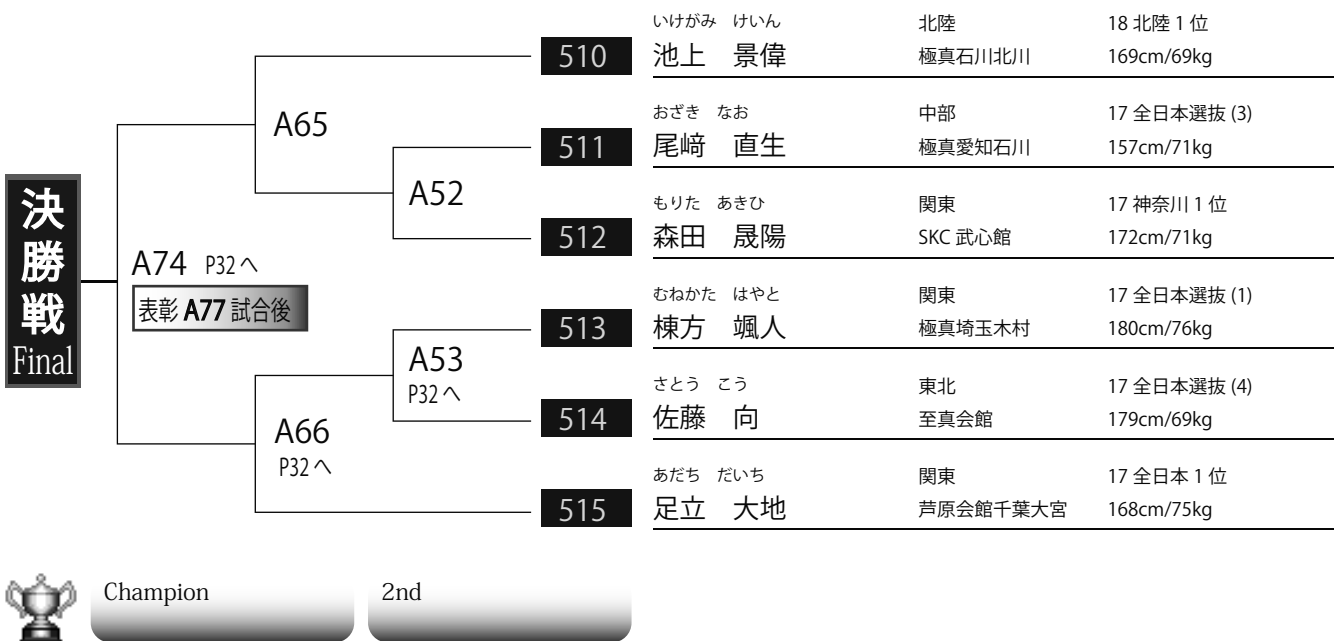 決勝戦
Final
A74 P32 へ
表彰 A77 試合後
A65
A52
A53
P32 へ
A66
P32 へ
510
いけがみ けいん 北陸 18 北陸 1 位
池上 景偉 極真石川北川 169cm/69kg
511
おざき なお 中部 17 全日本選抜 (3)
尾﨑 直生 極真愛知石川 157cm/71kg
512
もりた あきひ 関東 17 神奈川 1 位
森田 晟陽 SKC 武心館 172cm/71kg
513
むねかた はやと 関東 17 全日本選抜 (1)
棟方 颯人 極真埼玉木村 180cm/76kg
514
さとう こう 東北 17 全日本選抜 (4)
佐藤 向 至真会館 179cm/69kg
515
あだち だいち 関東 17 全日本 1 位
足立 大地 芦原会館千葉大宮 168cm/75kg
Champion
2nd